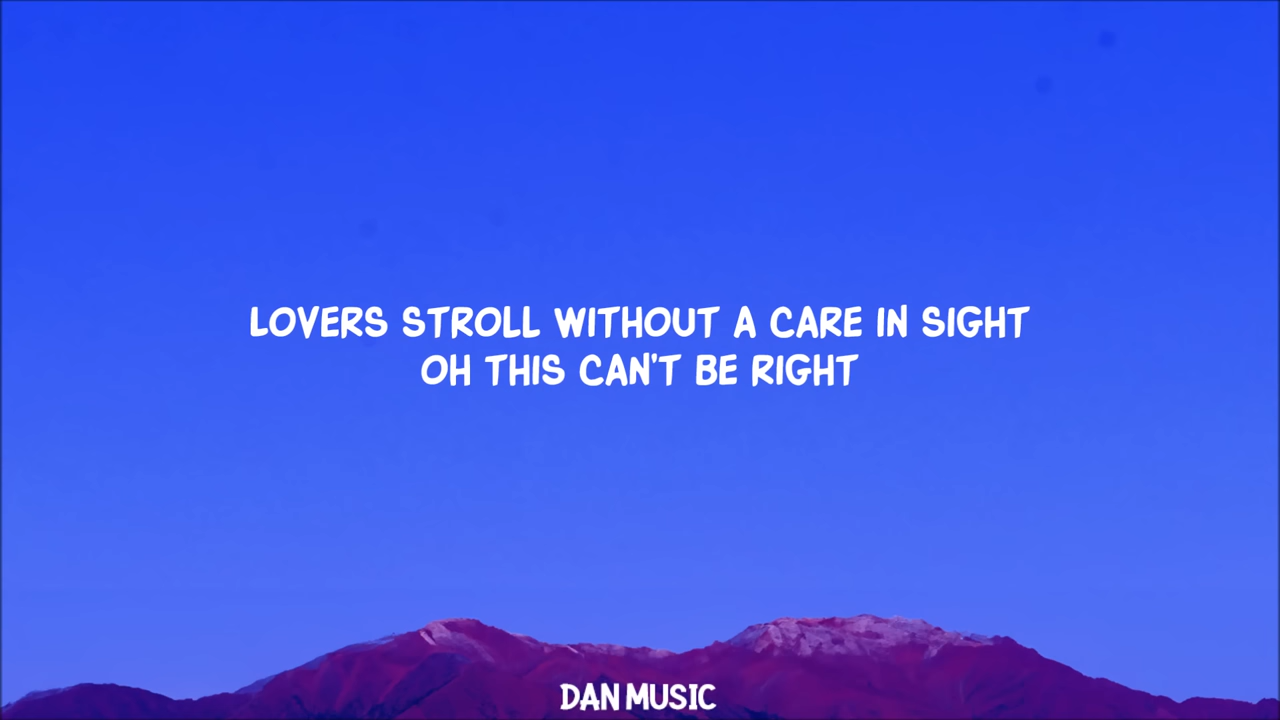 LOVERS STROLL WITHOUT A CARE IN SIGHT
OH THIS CAN'T BE RIGHT
DAN MUSIC